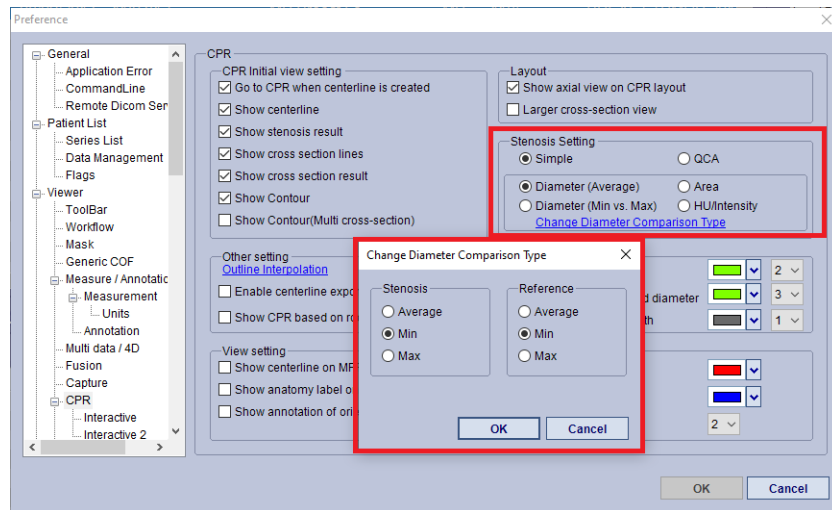 Preference
General
Application Error
CommandLine
Remote Dicom Ser
Patient List
Series List
Data Management
Flags
Viewer
ToolBar
Workflow
Mask
Generic COF
Measure / Annotatic
Measurement
Units
Annotation
Multi data / 4D
Fusion
Capture
CPR
Interactive
Interactive 2
CPR
CPR Initial view setting
Go to CPR when centerline is created
Show centerline
Show stenosis result
Show cross section lines
Show cross section result
Show Contour
Show Contour(Multi cross-section)
Layout
Show axial view on CPR layout
Larger cross-section view
Stenosis Setting
Simple QCA
Diameter (Average) Area
Diameter (Min vs. Max) HU/Intensity
Change Diameter Comparison Type
Other setting
Outline Interpolation
Enable centerline expo
Show CPR based on ro
2
d diameter 3
th 1
View setting
Show centerline on MP
Show anatomy label o
Show annotation of orie
2
Change Diameter Comparison Type
Stenosis
Average
Min
Max
Reference
Average
Min
Max
OK Cancel
OK Cancel